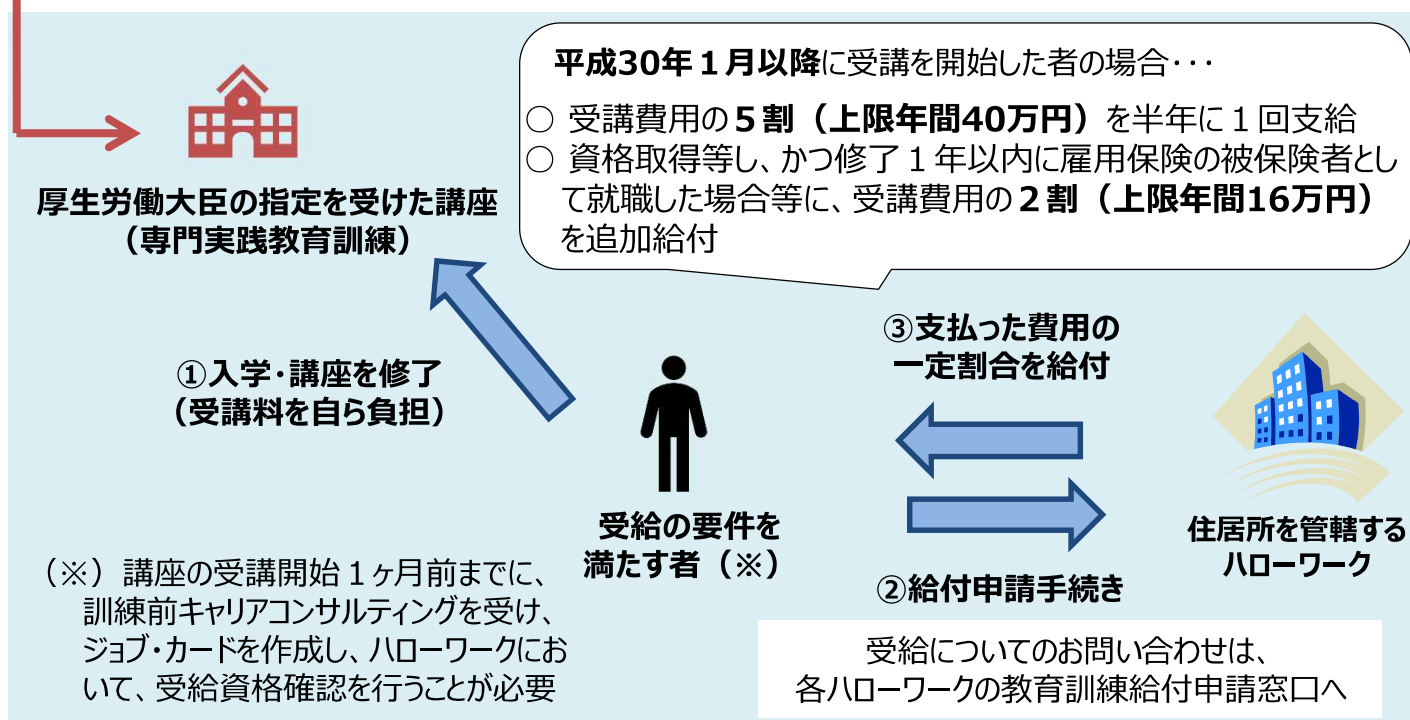 平成30年１月以降に受講を開始した者の場合･･･
○ 受講費用の５割（上限年間40万円）を半年に１回支給
○ 資格取得等し、かつ修了１年以内に雇用保険の被保険者とし
て就職した場合等に、受講費用の２割（上限年間16万円）
を追加給付
厚生労働大臣の指定を受けた講座
（専門実践教育訓練）
①入学･講座を修了
（受講料を自ら負担）
③支払った費用の
一定割合を給付
受給の要件を
満たす者（※）
②給付申請手続き
住居所を管轄する
ハローワーク
（※）講座の受講開始１ヶ月前までに、
訓練前キャリアコンサルティングを受け、
ジョブ･カードを作成し、ハローワークにお
いて、受給資格確認を行うことが必要
受給についてのお問い合わせは、
各ハローワークの教育訓練給付申請窓口へ